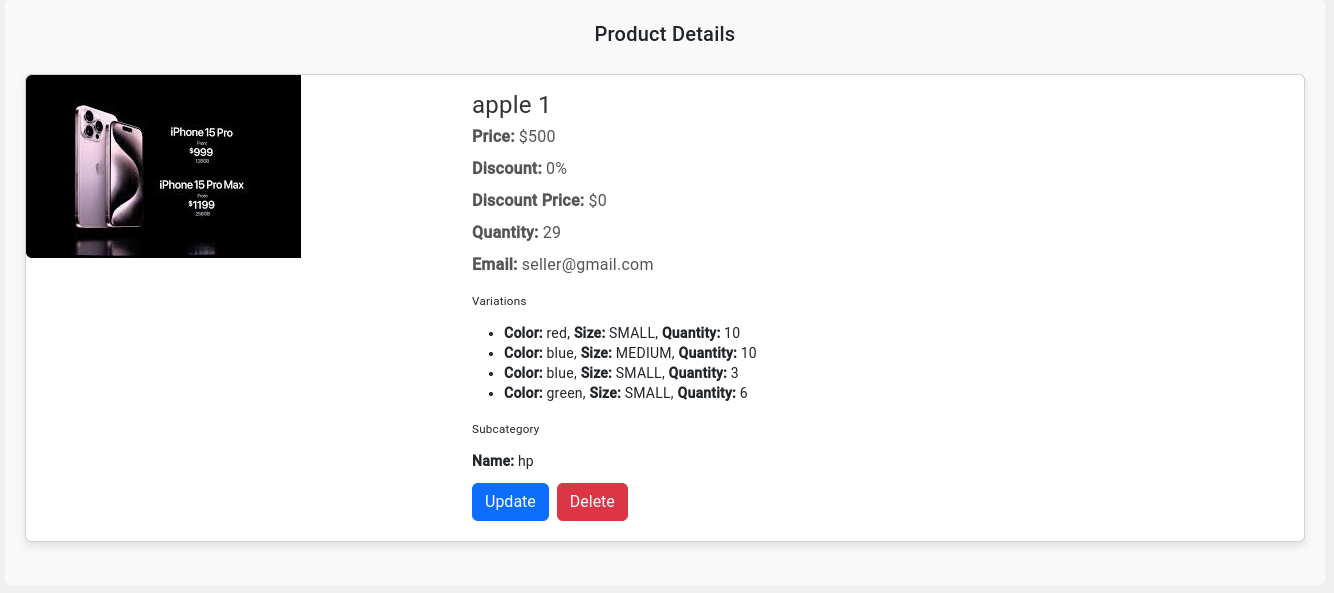 Product Details
iPhone 15 Pro
From
$999
128GB
iPhone 15 Pro Max
From
$1199
256GB
apple 1
Price: $500
Discount: 0%
Discount Price: $0
Quantity: 29
Email: seller@gmail.com
Variations
Color: red, Size: SMALL, Quantity: 10
Color: blue, Size: MEDIUM, Quantity: 10
Color: blue, Size: SMALL, Quantity: 3
Color: green, Size: SMALL, Quantity: 6
Subcategory
Name: hp
Update Delete